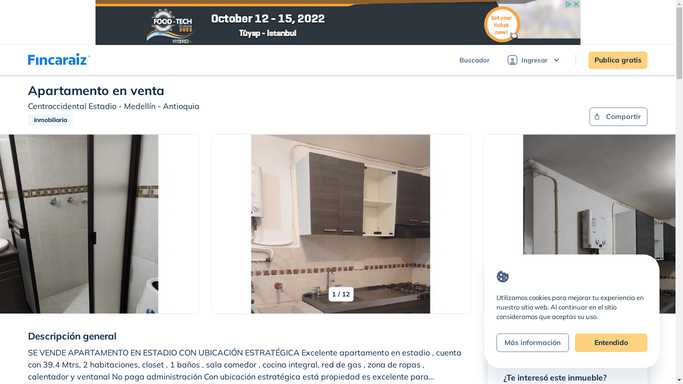 FOOD-TECH
October 12 - 15, 2022
Tüyap - Istanbul
Get your
ticket
now!
Fincaraiz
Buscador
Ingresar
Publica gratis
Apartamento en venta
Centroccidental Estadio - Medellín - Antioquia
Inmobiliaria
Compartir
1 / 12
Utilizamos cookies para mejorar tu experiencia en
nuestro sitio web. Al continuar en el sitio
consideramos que aceptas su uso.
Más información
Entendido
Descripción general
SE VENDE APARTAMENTO EN ESTADIO CON UBICACIÓN ESTRATÉGICA Excelente apartamento en estadio , cuenta
con 39.4 Mtrs, 2 habitaciones, closet , 1 baños , sala comedor , cocina integral, red de gas , zona de ropas ,
calentador y ventanal No paga administración Con ubicación estratégica está propiedad es excelente para...
¿Te interesó este inmueble?